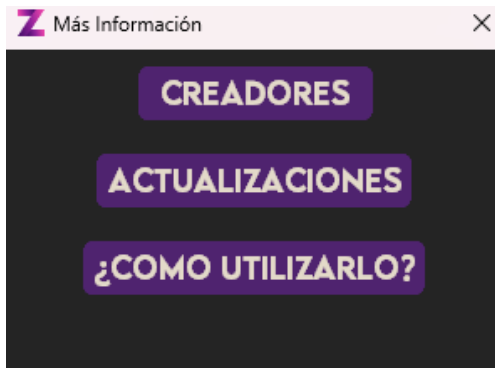 Más Información
CREADORES
ACTUALIZACIONES
¿COMO UTILIZARLO?